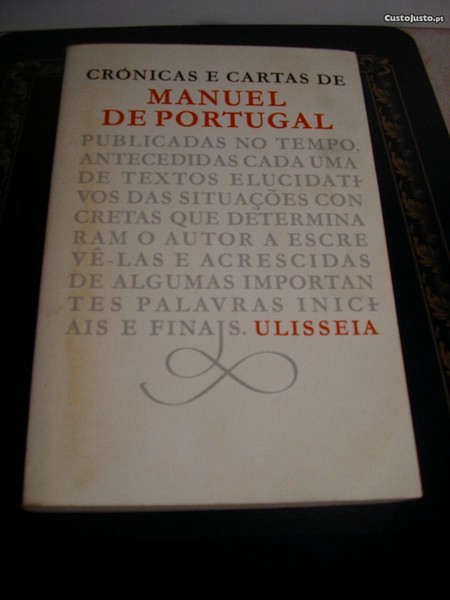 CustoJusto.pt
CRÓNICAS E CARTAS DE
MANUEL
DE PORTUGAL
PUBLICADAS NO TEMPO,
ANTECEDIDAS CADA UMA
DE TEXTOS ELUCIDATI
VOS DAS SITUAÇÕES CON
CRETAS QUE DETERMINA
RAM O AUTOR A ESCRE
VÊ-LAS E ACRESCIDAS
DE ALGUMAS IMPORTAN
TES PALAVRAS INICI
AIS E FINAIS. ULISSEIA